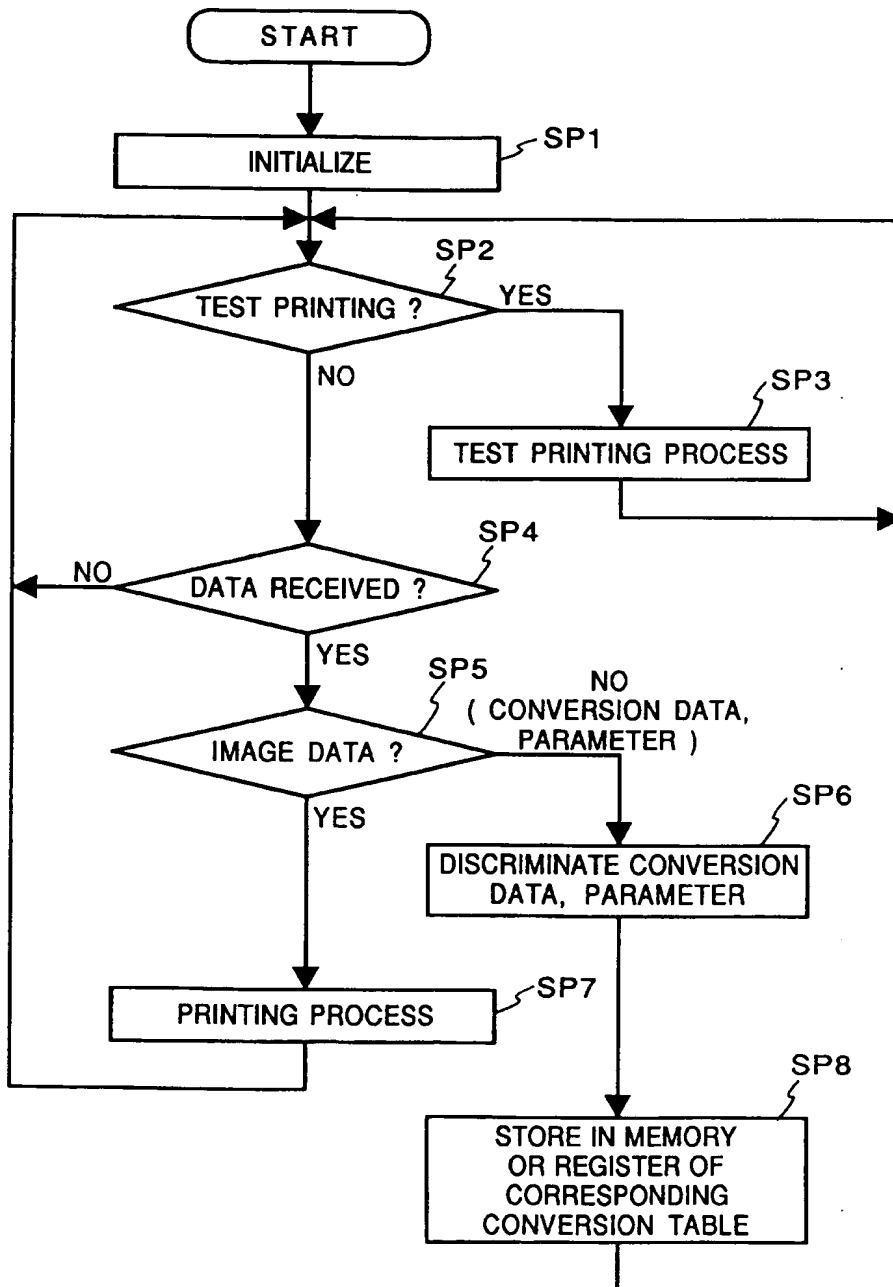 START
SP1
INITIALIZE
SP2
TEST PRINTING ?
YES
NO
SP3
TEST PRINTING PROCESS
SP4
NO
DATA RECEIVED ?
YES
SP5
NO
( CONVERSION DATA,
PARAMETER )
IMAGE DATA ?
YES
SP6
DISCRIMINATE CONVERSION
DATA, PARAMETER
SP7
PRINTING PROCESS
SP8
STORE IN MEMORY
OR REGISTER OF
CORRESPONDING
CONVERSION TABLE